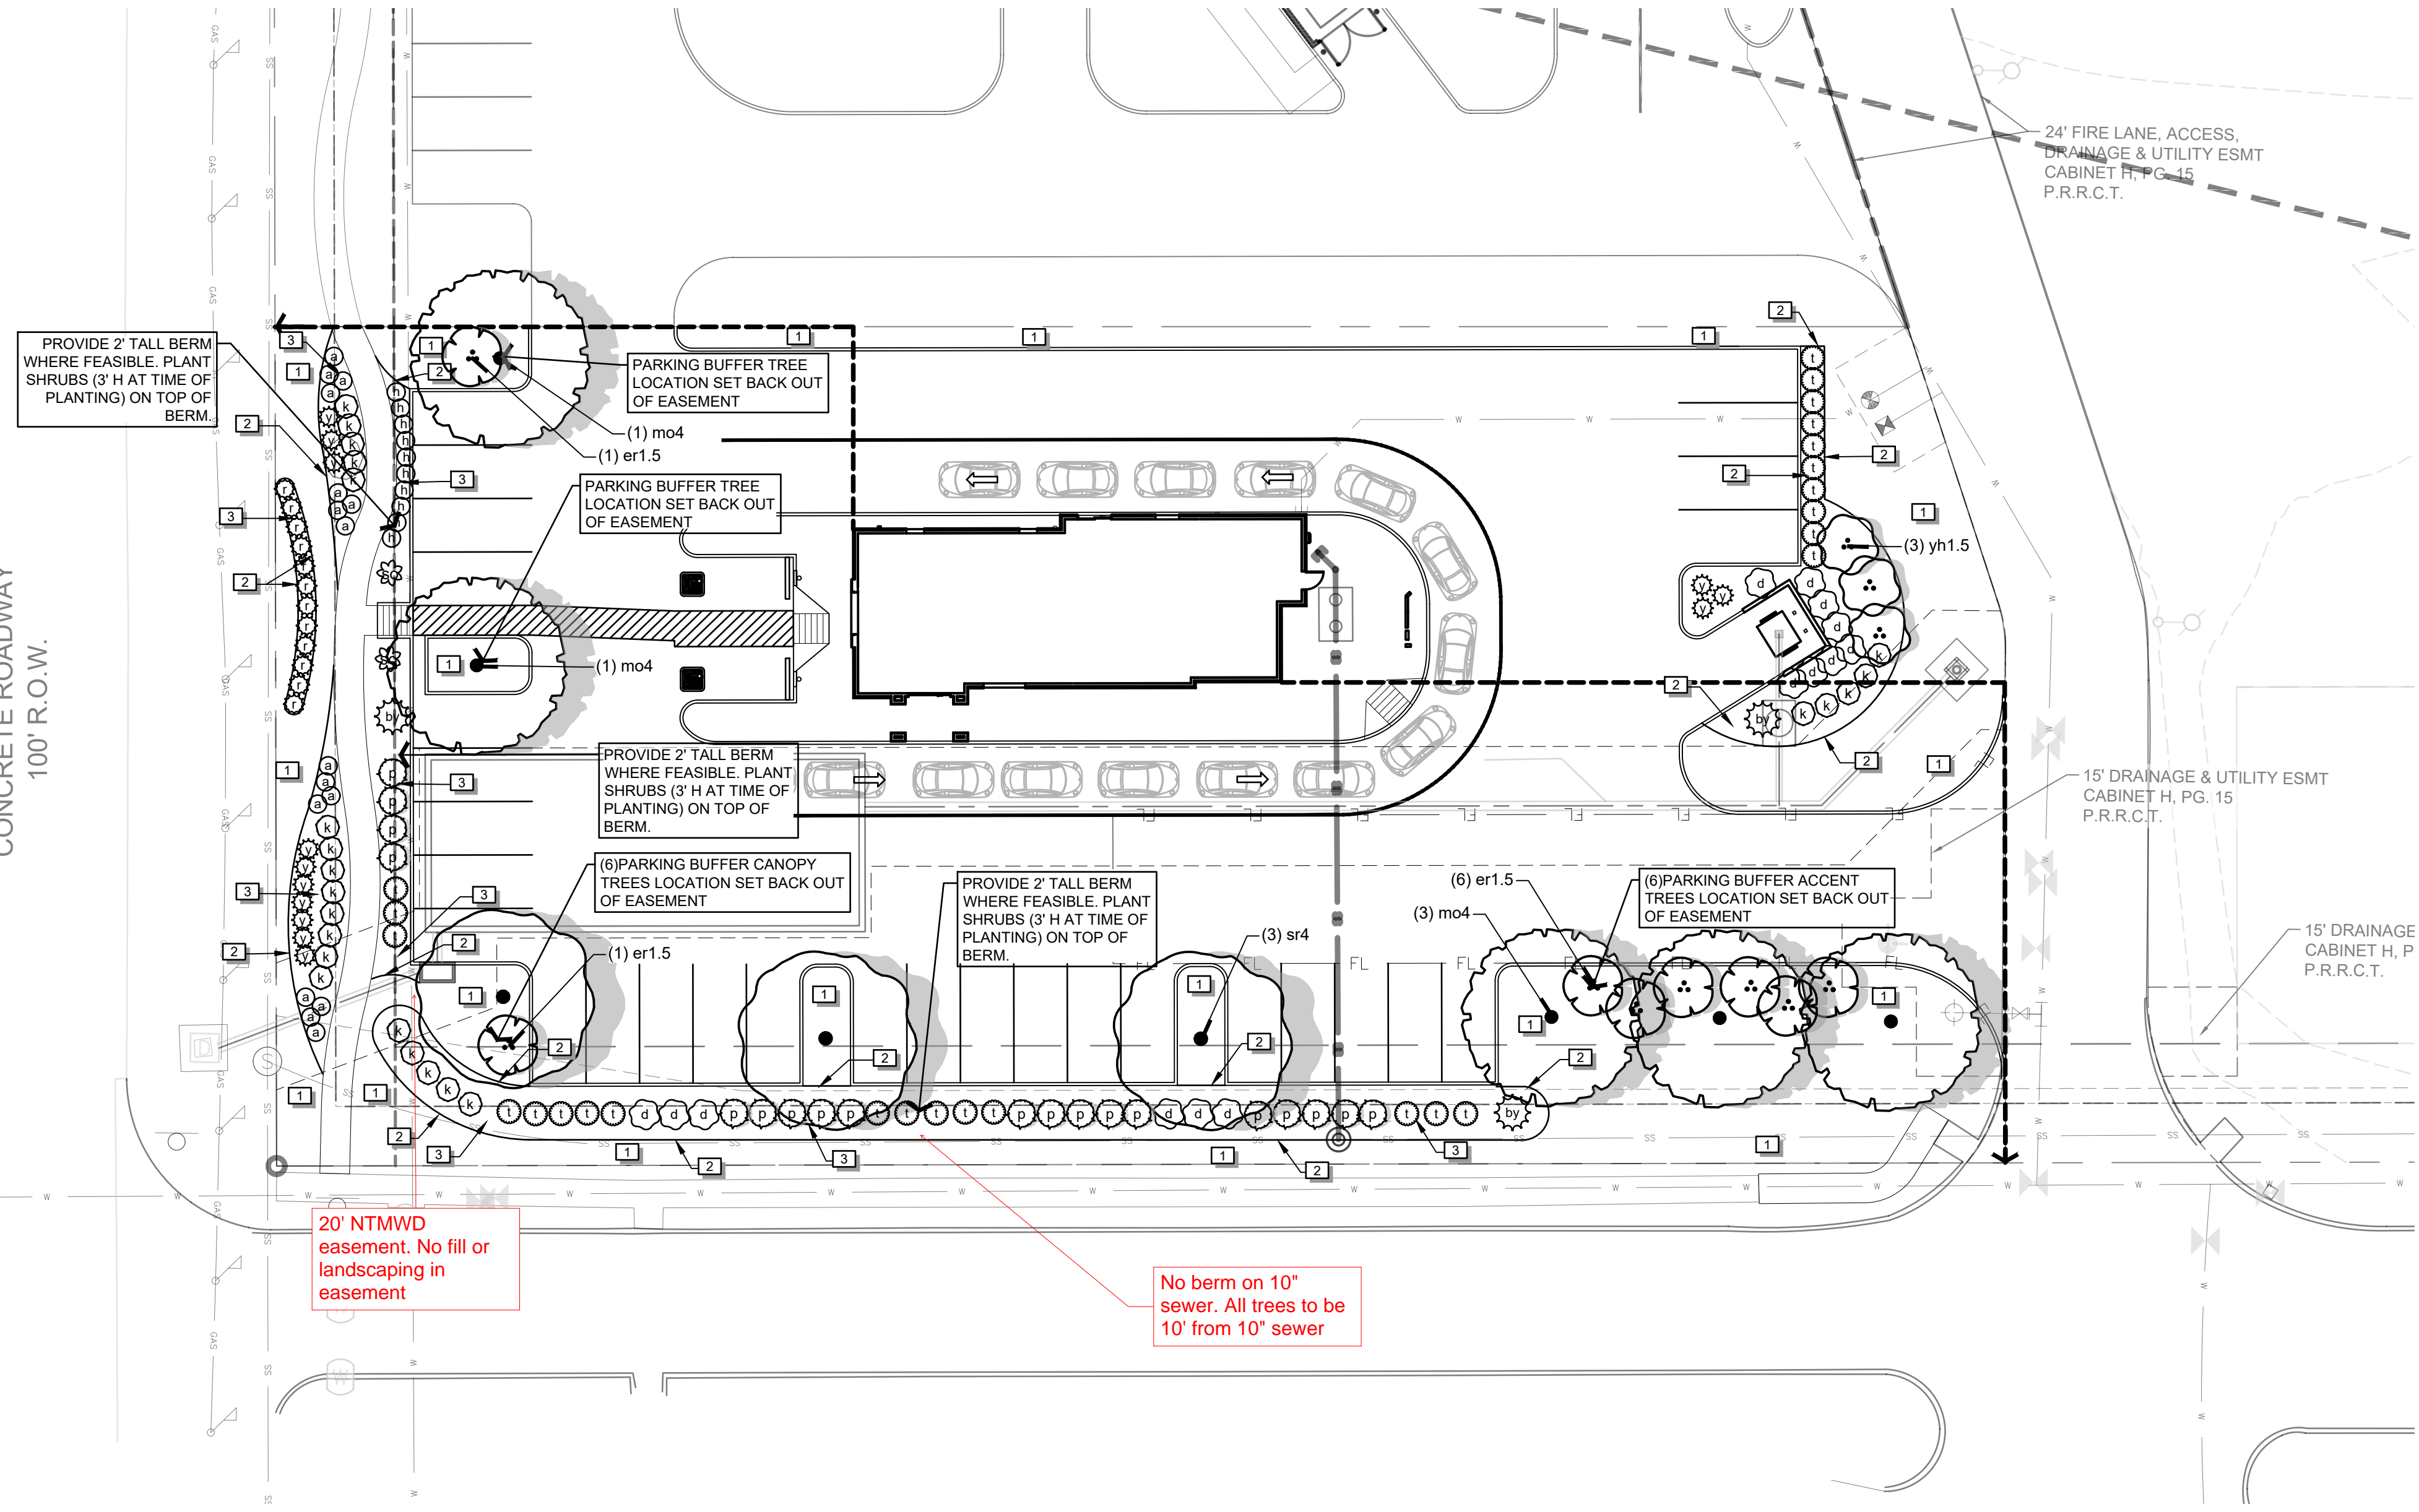 24' FIRE LANE, ACCESS,
DRAINAGE & UTILITY ESMT
CABINET H, PG. 15
P.R.R.C.T.
PROVIDE 2' TALL BERM
WHERE FEASIBLE. PLANT
SHRUBS (3' H AT TIME OF
PLANTING) ON TOP OF
BERM.
PARKING BUFFER TREE
LOCATION SET BACK OUT
OF EASEMENT
(1) mo4
(1) er1.5
PARKING BUFFER TREE
LOCATION SET BACK OUT
OF EASEMENT
(3) yh1.5
CONCRETE ROADWAY
100' R.O.W.
(1) mo4
PROVIDE 2' TALL BERM
WHERE FEASIBLE. PLANT
SHRUBS (3' H AT TIME OF
PLANTING) ON TOP OF
BERM.
15' DRAINAGE & UTILITY ESMT
CABINET H, PG. 15
P.R.R.C.T.
(6)PARKING BUFFER CANOPY
TREES LOCATION SET BACK OUT
OF EASEMENT
PROVIDE 2' TALL BERM
WHERE FEASIBLE. PLANT
SHRUBS (3' H AT TIME OF
PLANTING) ON TOP OF
BERM.
(6) er1.5
(3) mo4
(6)PARKING BUFFER ACCENT
TREES LOCATION SET BACK OUT
OF EASEMENT
(3) sr4
(1) er1.5
15' DRAINAGE
CABINET H, P
P.R.R.C.T.
FL FL FL FL FL FL
20' NTMWD
easement. No fill or
landscaping in
easement
No berm on 10"
sewer. All trees to be
10' from 10" sewer